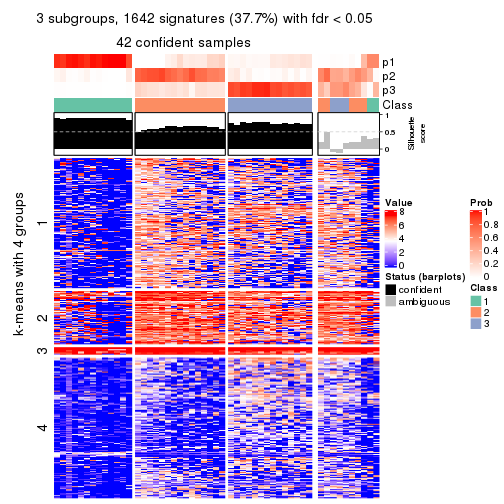 3 subgroups, 1642 signatures (37.7%) with fdr < 0.05
42 confident samples
p1
p2
p3
Class
1
0.5
0
Silhouette
score
k-means with 4 groups
1
2
3
4
Value
8
6
4
2
0
Status (barplots)
confident
ambiguous
Prob
1
0.8
0.6
0.4
0.2
0
Class
1
2
3